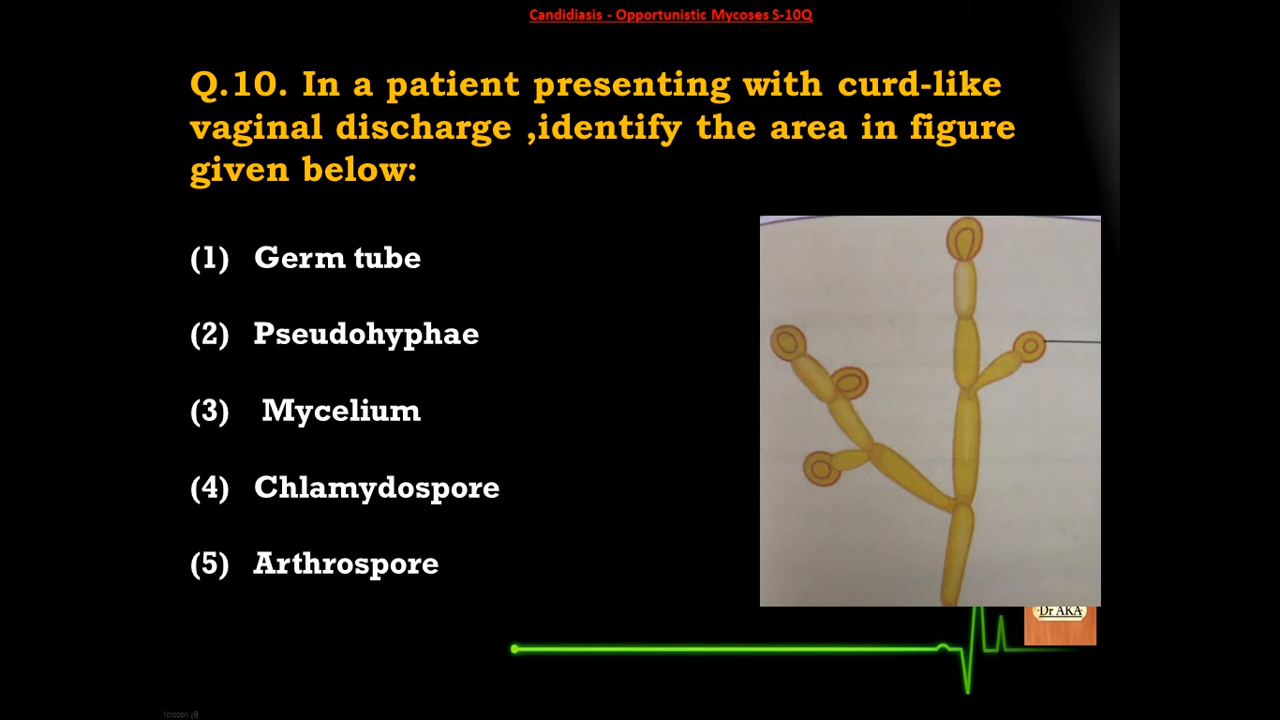 Candidiasis - Opportunistic Mycoses S-10Q
Q.10. In a patient presenting with curd-like
vaginal discharge ,identify the area in figure
given below:
(1) Germ tube
(2) Pseudohyphae
(3) Mycelium
(4) Chlamydospore
(5) Arthrospore
Dr AKA